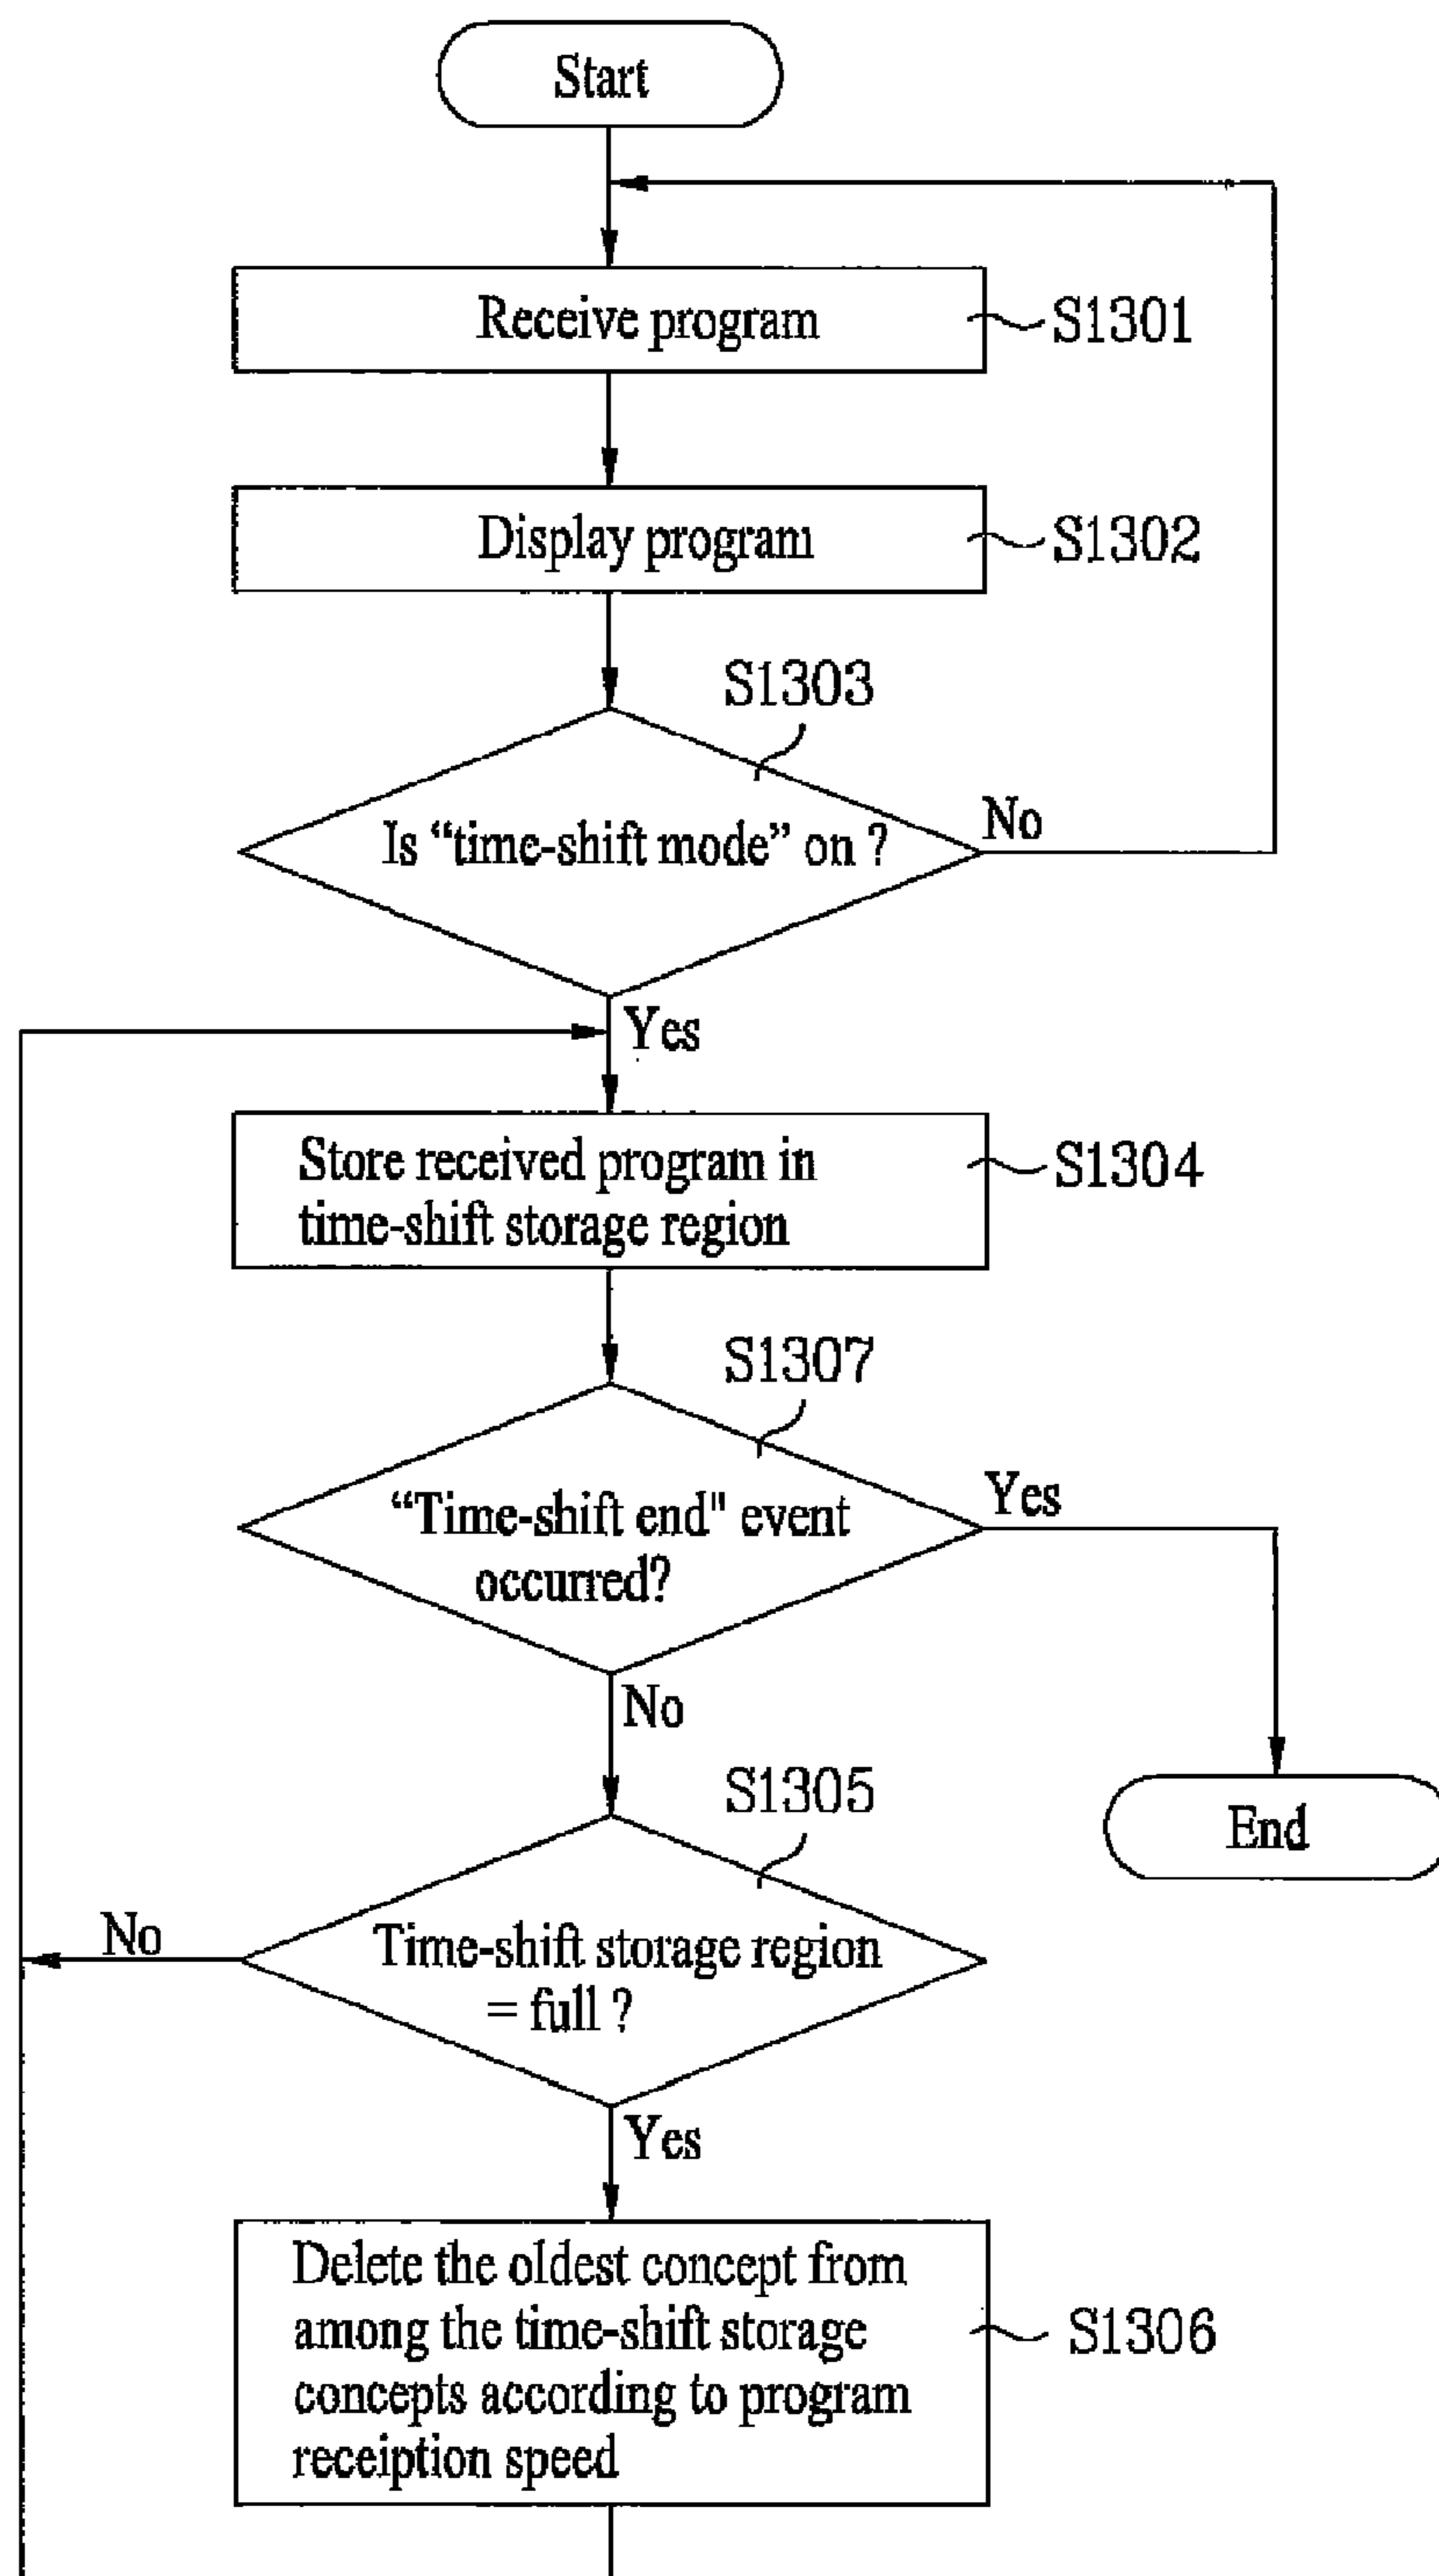 Start
Receive program
S1301
Display program
S1302
S1303
Is “time-shift mode” on ?
No
Yes
Store received program in
time-shift storage region
S1304
S1307
“Time-shift end" event
occurred?
Yes
No
End
S1305
Time-shift storage region
= full ?
No
Yes
Delete the oldest concept from
among the time-shift storage
concepts according to program
receiption speed
S1306